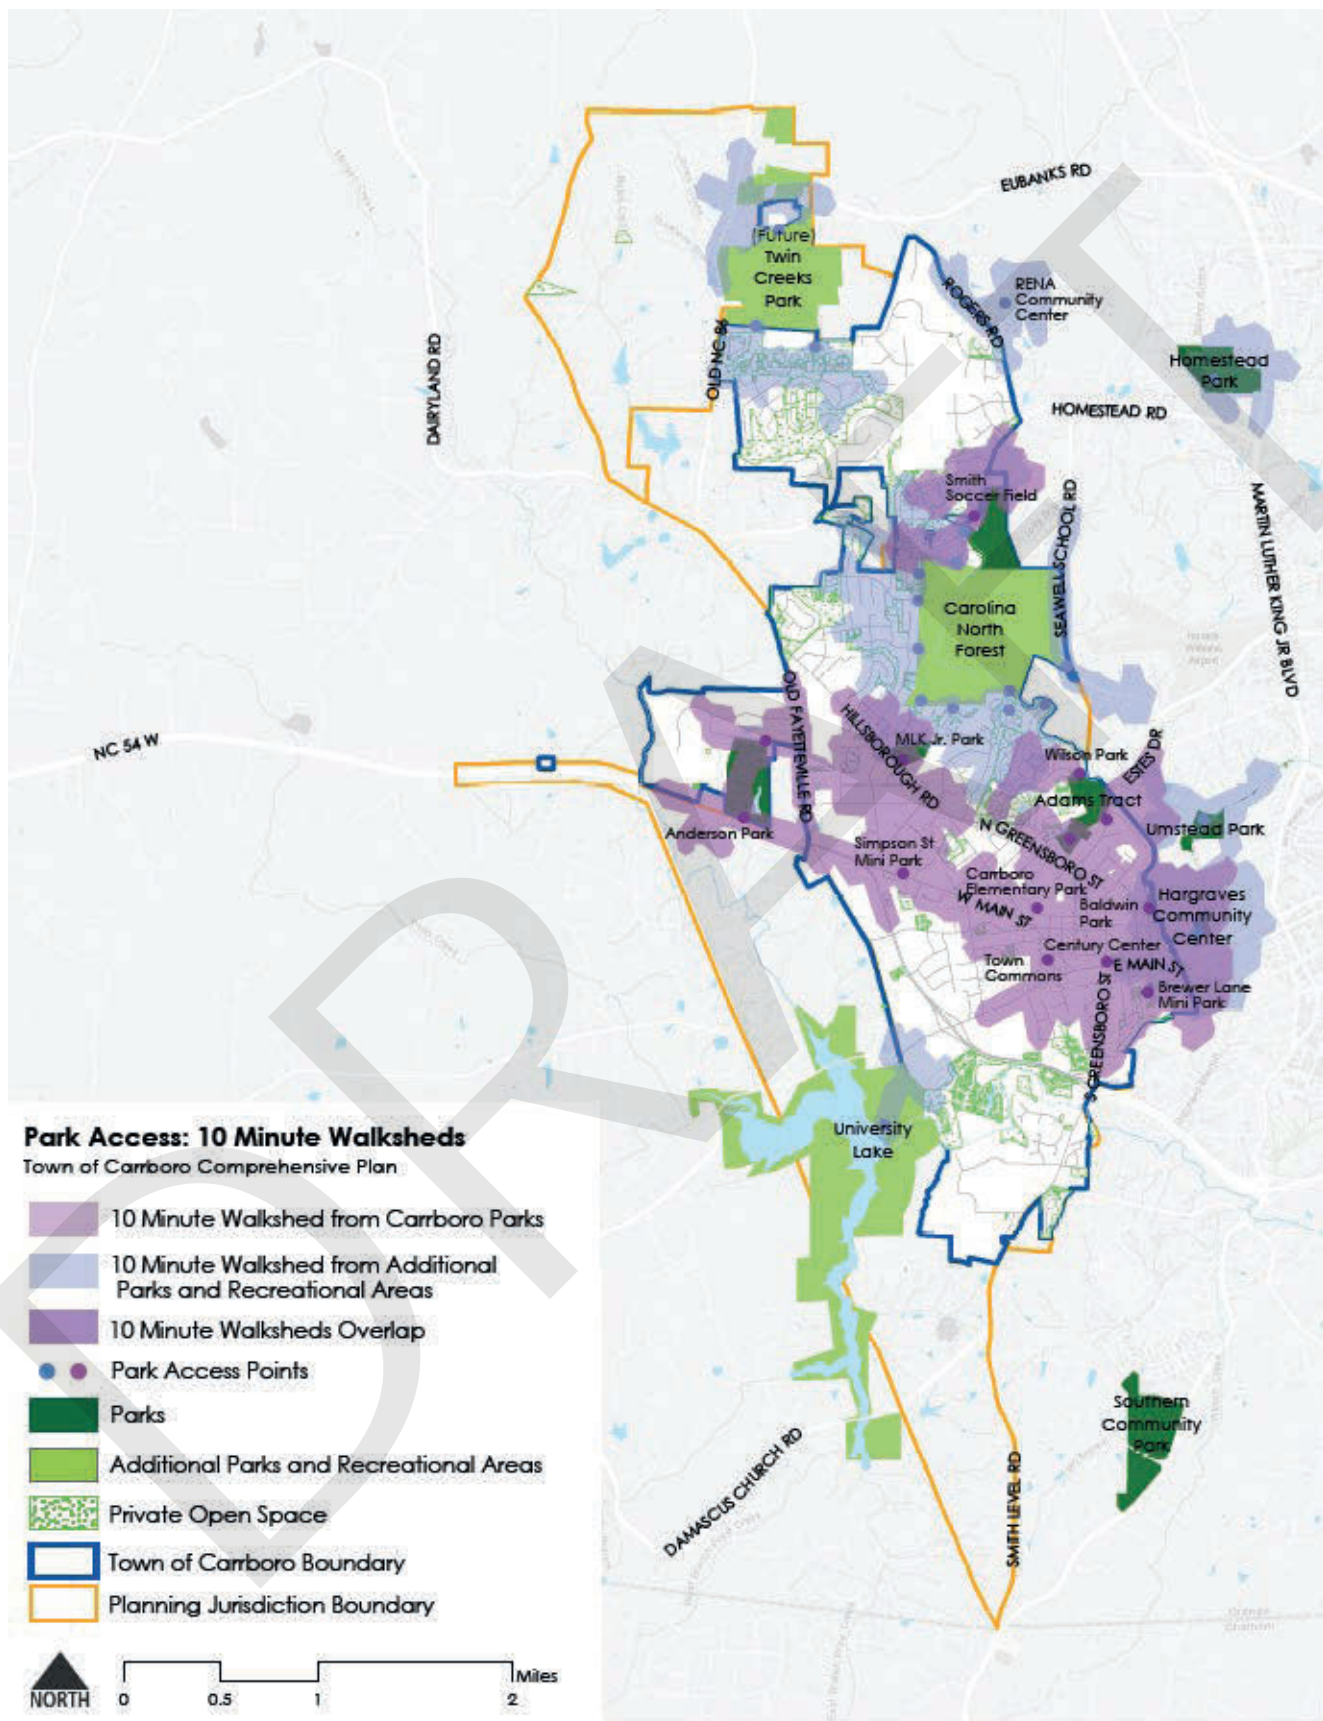 EUBANKS RD
(Future)
Twin
Creeks
Park
ROGERS RD
RENA
Community
Center
OLD NC 86
DAIRYLAND RD
Homestead
Park
HOMESTEAD RD
Smith
Soccer Field
SEAWELL SCHOOL RD
MARTIN LUTHER KING JR BLVD
Carolina
North
Forest
OLD FAYETTEVILLE RD
HILLSBOROUGH RD
MLK Jr. Park
NC 54 W
Wilson Park
ESTES DR
Adams Tract
Anderson Park
Umstead Park
N GREENSBORO ST
Simpson St
Mini Park
Carrboro
Elementary Park
W MAIN ST
Baldwin
Park
Hargraves
Community
Center
Century Center
E MAIN ST
Town
Commons
Brewer Lane
Mini Park
S GREENSBORO ST
University
Lake
Southern
Community
Park
DAMASCUS CHURCH RD
SMITH LEVEL RD
DRAFT
Park Access: 10 Minute Walksheds
Town of Carrboro Comprehensive Plan
10 Minute Walkshed from Carrboro Parks
10 Minute Walkshed from Additional
Parks and Recreational Areas
10 Minute Walksheds Overlap
Park Access Points
Parks
Additional Parks and Recreational Areas
Private Open Space
Town of Carrboro Boundary
Planning Jurisdiction Boundary
NORTH
0 0.5 1 2 Miles